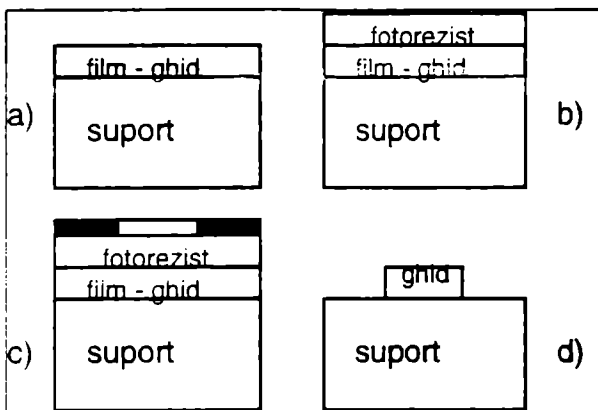 a)
film - ghid
suport
fotorezist
film - ghid
suport
b)
c)
fotorezist
film - ghid
suport
ghid
suport
d)